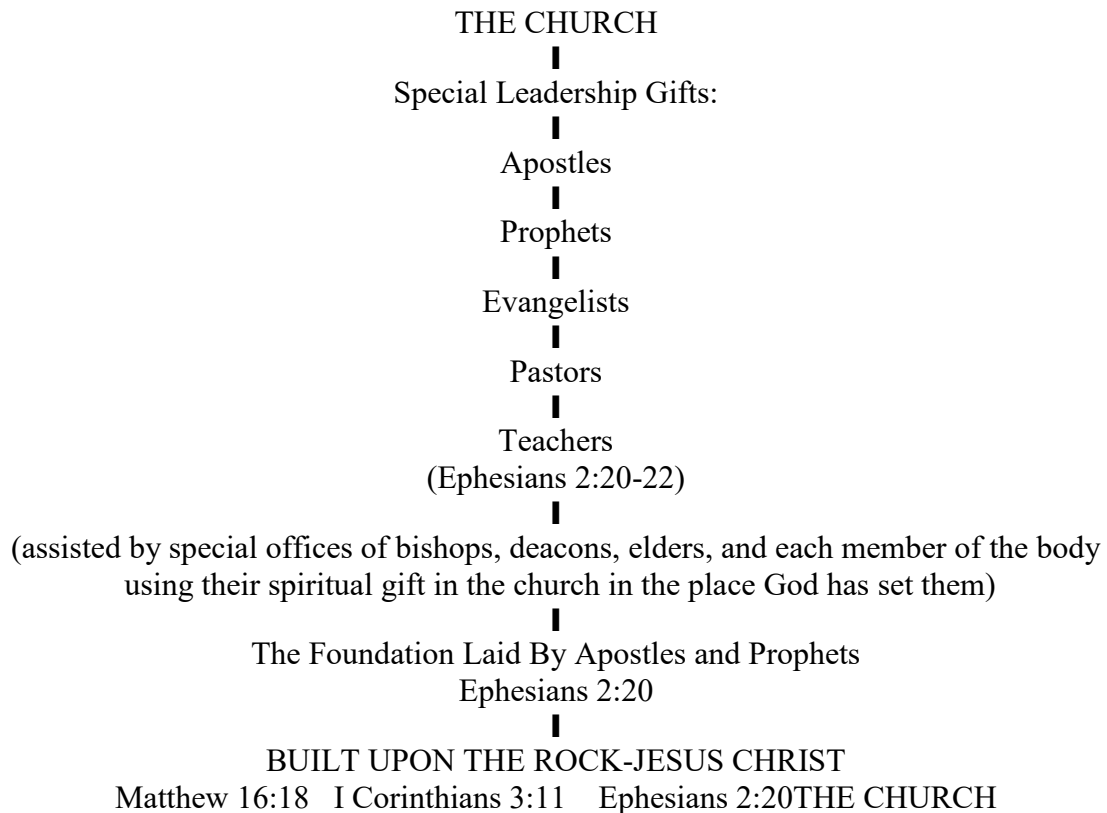 THE CHURCH
Special Leadership Gifts:
Apostles
Prophets
Evangelists
Pastors
Teachers
(Ephesians 2:20-22)
(assisted by special offices of bishops, deacons, elders, and each member of the body
using their spiritual gift in the church in the place God has set them)
The Foundation Laid By Apostles and Prophets
Ephesians 2:20
BUILT UPON THE ROCK-JESUS CHRIST
Matthew 16:18 I Corinthians 3:11 Ephesians 2:20THE CHURCH